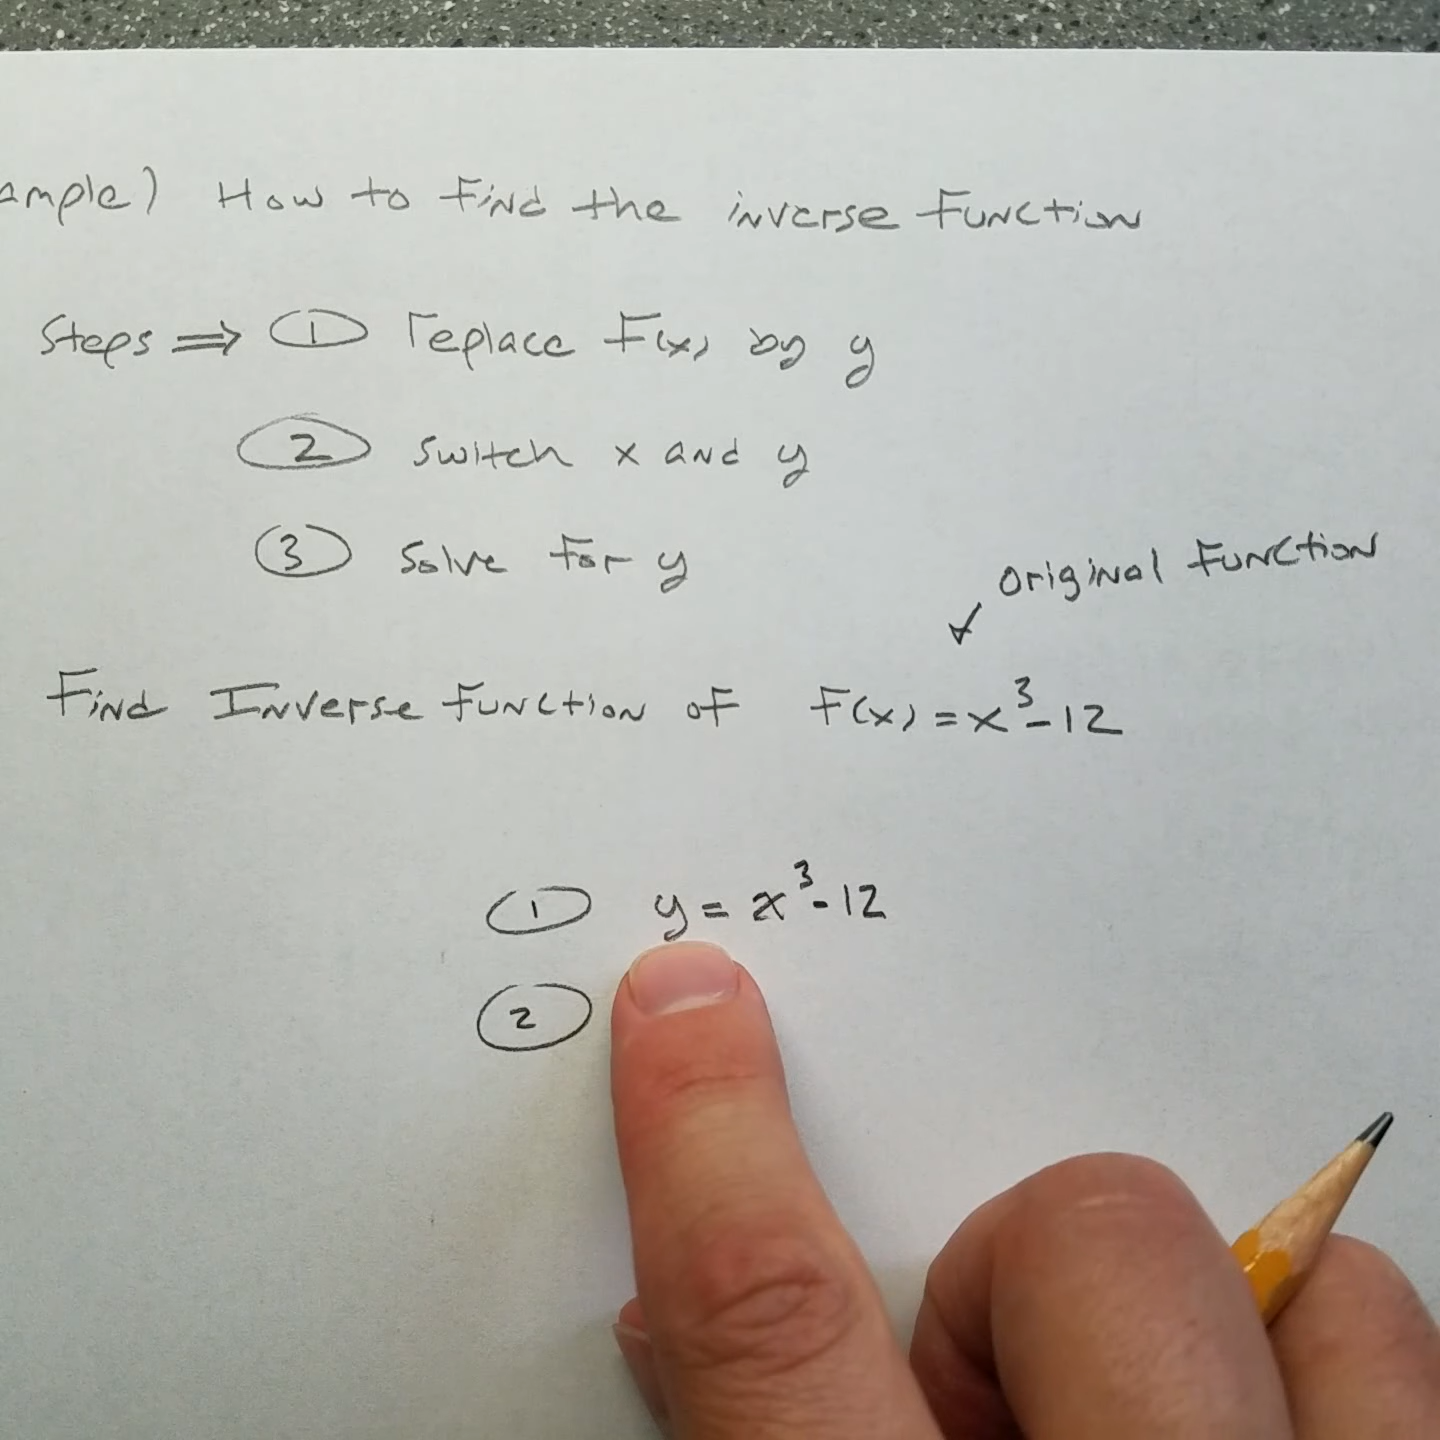 ample) How to find the inverse function
Steps ⇒ ① replace F(x) by y
② switch x and y
③ solve for y
original function
Find Inverse function of F(x) = x³-12
① y = x³-12
②